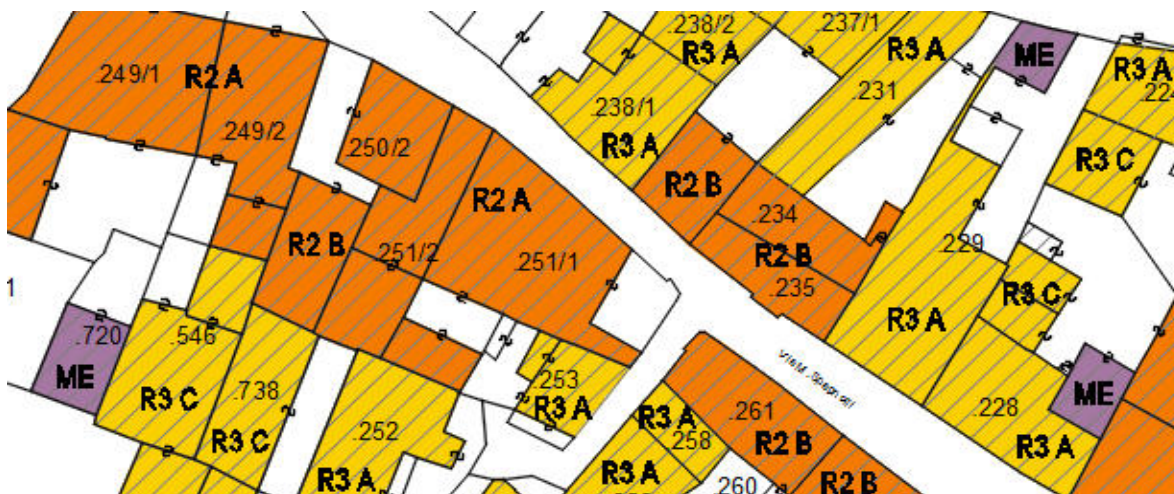 .238/2
.237/1
R3 A
R3 A
ME
R3 A
.249/1
R2 A
.231
.224
.238/1
.249/2
.250/2
R3 A
R3 C
R2 B
R2 A
.234
R2 B
.251/2
.251/1
R2 B
.229
.235
1
R3 C
.720
.546
R3 A
ME
.738
.253
R3 C
R3 A
R3 A
.261
ME
.228
R3 C
.252
.258
R2 B
R3 A
R3 A
R3 A
.260
R2 B